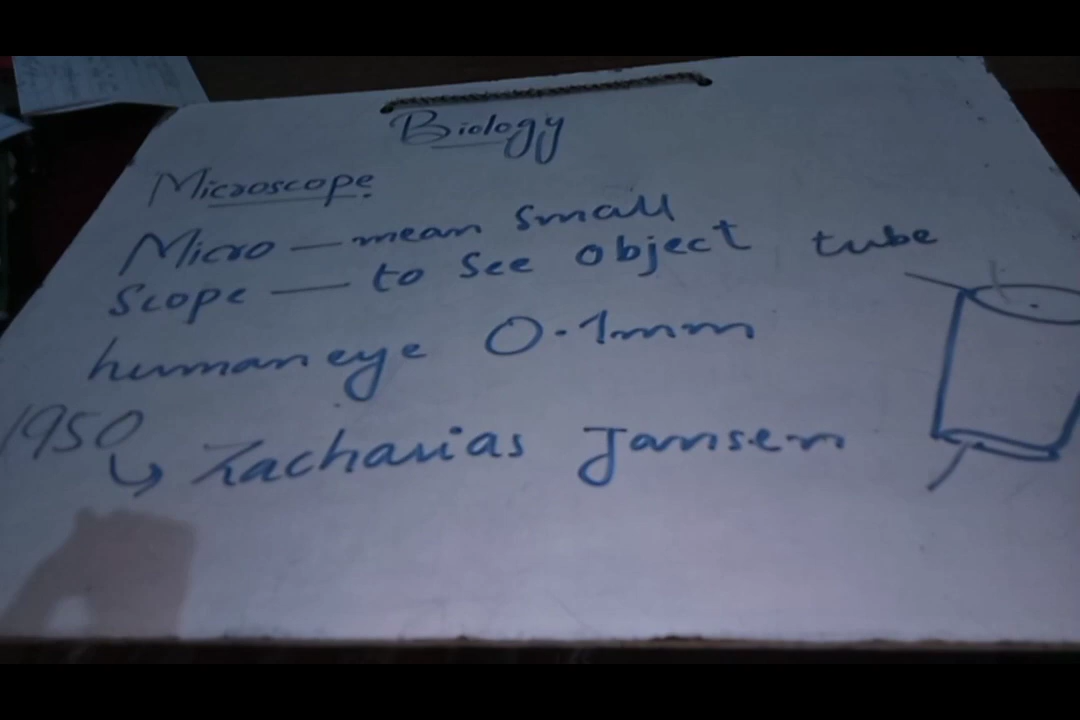 Biology
Microscope.
Micro — mean small
Scope — to see object
tube
human eye 0.1mm
1950
↳ Zacharias Jansen